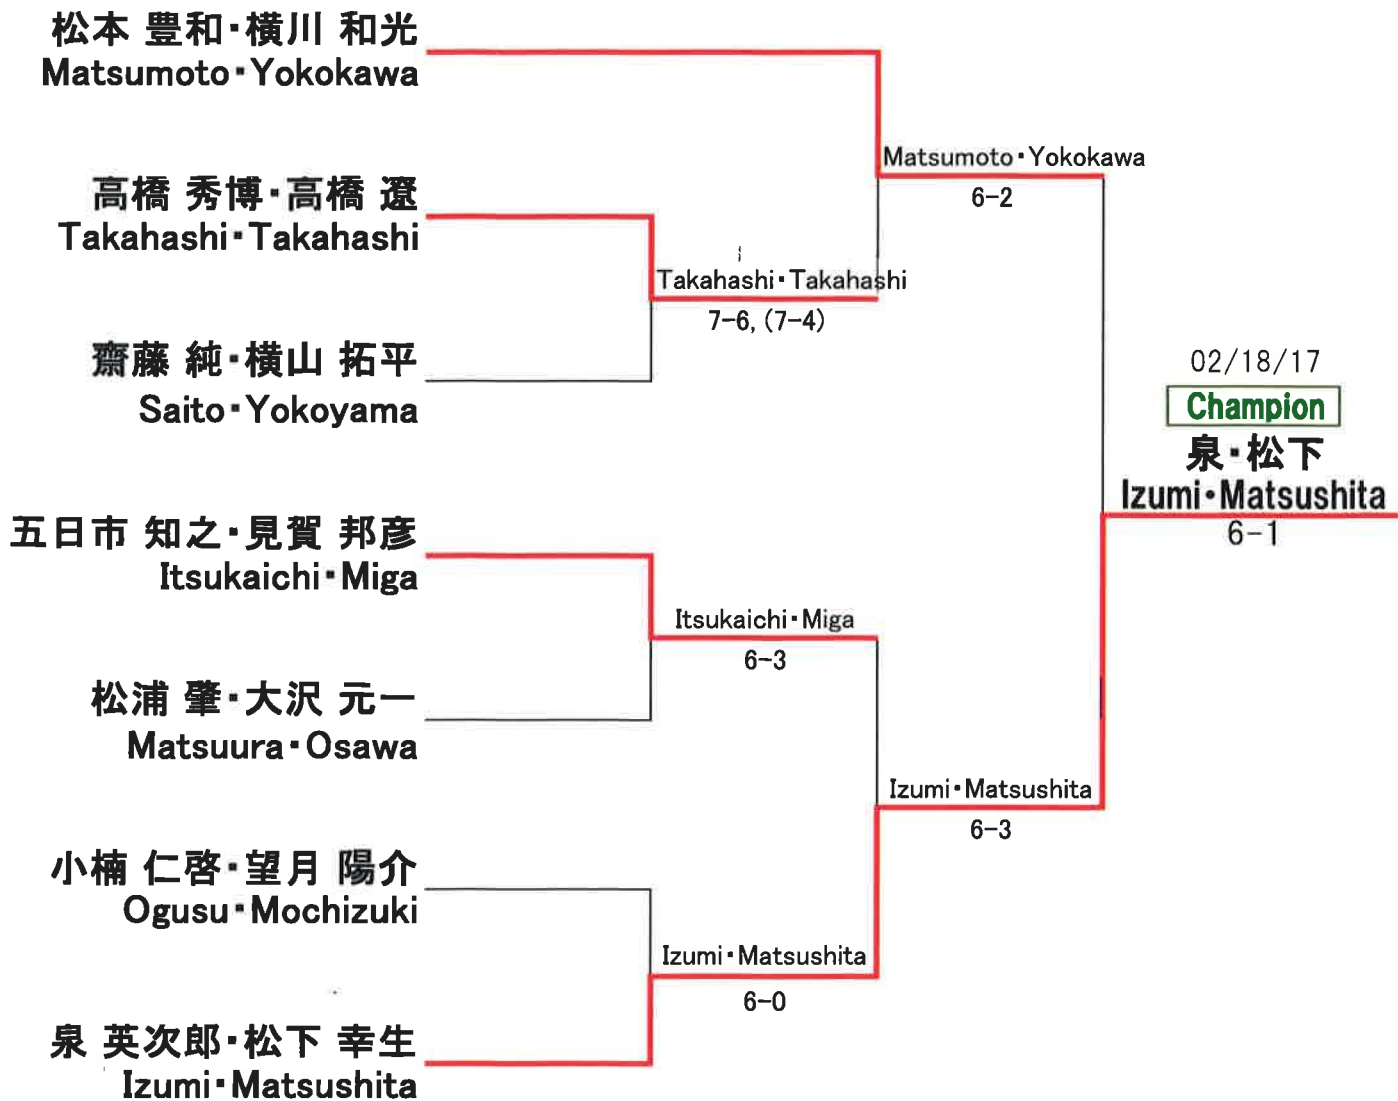 松本 豊和・横川 和光
Matsumoto・Yokokawa
Matsumoto・Yokokawa
6-2
高橋 秀博・高橋 遼
Takahashi・Takahashi
Takahashi・Takahashi
7-6, (7-4)
齋藤 純・横山 拓平
Saito・Yokoyama
02/18/17
Champion
泉・松下
Izumi・Matsushita
6-1
五日市 知之・見賀 邦彦
Itsukaichi・Miga
Itsukaichi・Miga
6-3
松浦 肇・大沢 元一
Matsuura・Osawa
Izumi・Matsushita
6-3
小楠 仁啓・望月 陽介
Ogusu・Mochizuki
Izumi・Matsushita
6-0
泉 英次郎・松下 幸生
Izumi・Matsushita